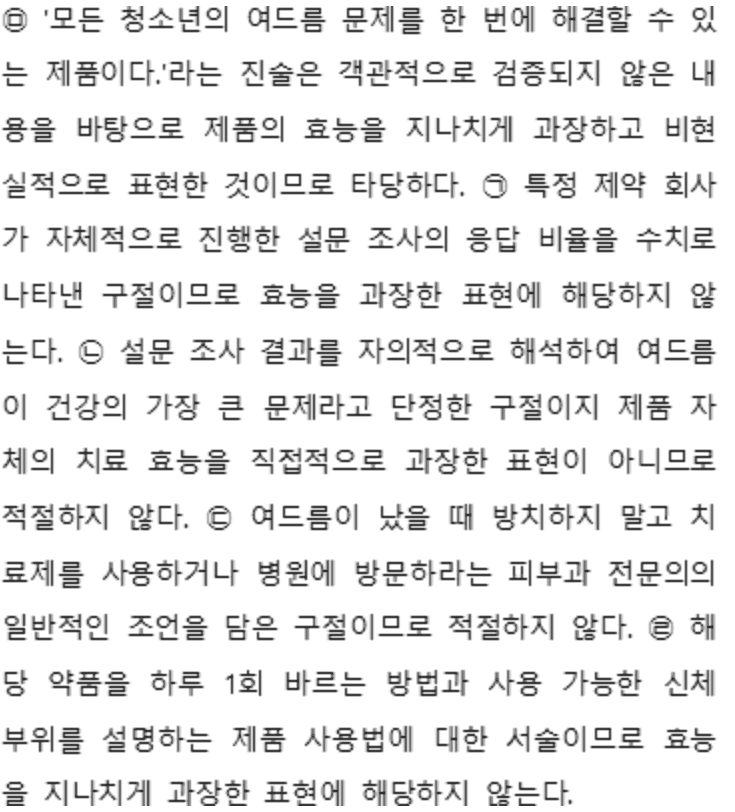 ㉤ '모든 청소년의 여드름 문제를 한 번에 해결할 수 있
는 제품이다.'라는 진술은 객관적으로 검증되지 않은 내
용을 바탕으로 제품의 효능을 지나치게 과장하고 비현
실적으로 표현한 것이므로 타당하다. ㉠ 특정 제약 회사
가 자체적으로 진행한 설문 조사의 응답 비율을 수치로
나타낸 구절이므로 효능을 과장한 표현에 해당하지 않
는다. ㉡ 설문 조사 결과를 자의적으로 해석하여 여드름
이 건강의 가장 큰 문제라고 단정한 구절이지 제품 자
체의 치료 효능을 직접적으로 과장한 표현이 아니므로
적절하지 않다. ㉢ 여드름이 났을 때 방치하지 말고 치
료제를 사용하거나 병원에 방문하라는 피부과 전문의의
일반적인 조언을 담은 구절이므로 적절하지 않다. ㉣ 해
당 약품을 하루 1회 바르는 방법과 사용 가능한 신체
부위를 설명하는 제품 사용법에 대한 서술이므로 효능
을 지나치게 과장한 표현에 해당하지 않는다.